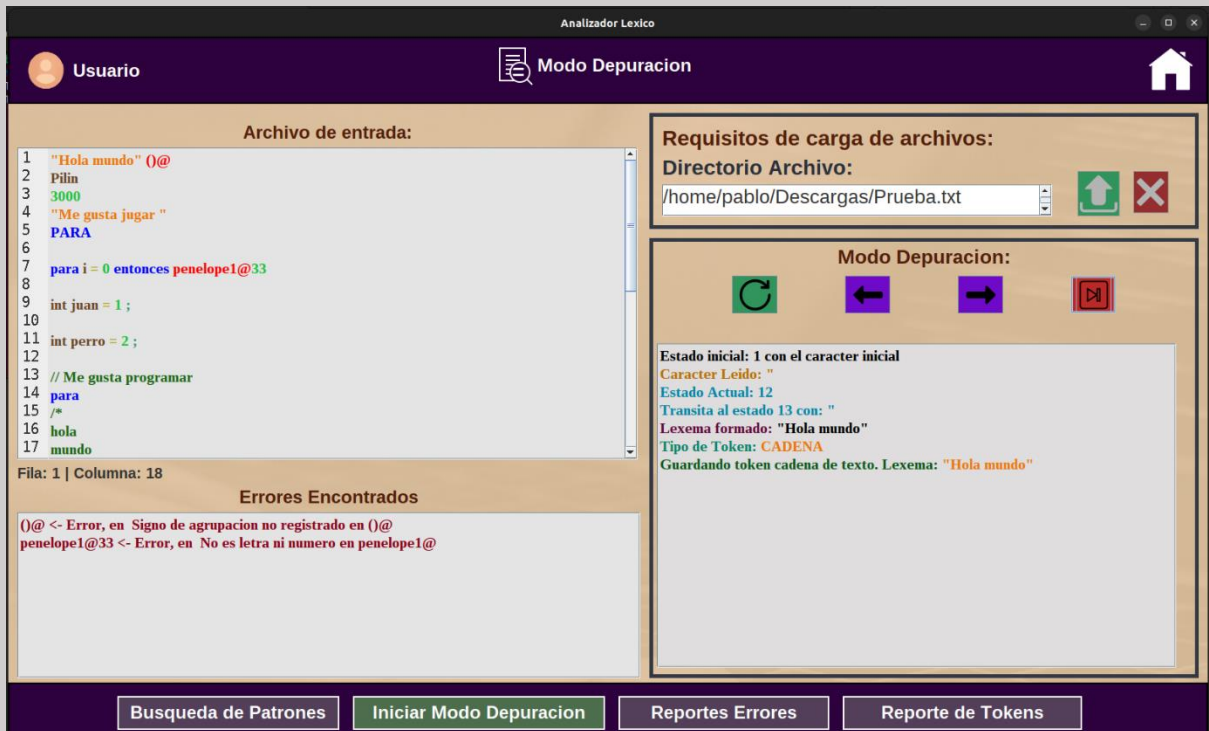 Analizador Lexico
Usuario
Modo Depuracion
Archivo de entrada:
1 "Hola mundo" ()@
2 Pilin
3 3000
4 "Me gusta jugar "
5 PARA
6
7 para i = 0 entonces penelope1@33
8
9 int juan = 1 ;
10
11 int perro = 2 ;
12
13 // Me gusta programar
14 para
15 /*
16 hola
17 mundo
Fila: 1 | Columna: 18
Errores Encontrados
()@ <- Error, en  Signo de agrupacion no registrado en ()@
penelope1@33 <- Error, en  No es letra ni numero en penelope1@
Requisitos de carga de archivos:
Directorio Archivo:
/home/pablo/Descargas/Prueba.txt
Modo Depuracion:
Estado inicial: 1 con el caracter inicial
Caracter Leido: "
Estado Actual: 12
Transita al estado 13 con: "
Lexema formado: "Hola mundo"
Tipo de Token: CADENA
Guardando token cadena de texto. Lexema: "Hola mundo"
Busqueda de Patrones
Iniciar Modo Depuracion
Reportes Errores
Reporte de Tokens